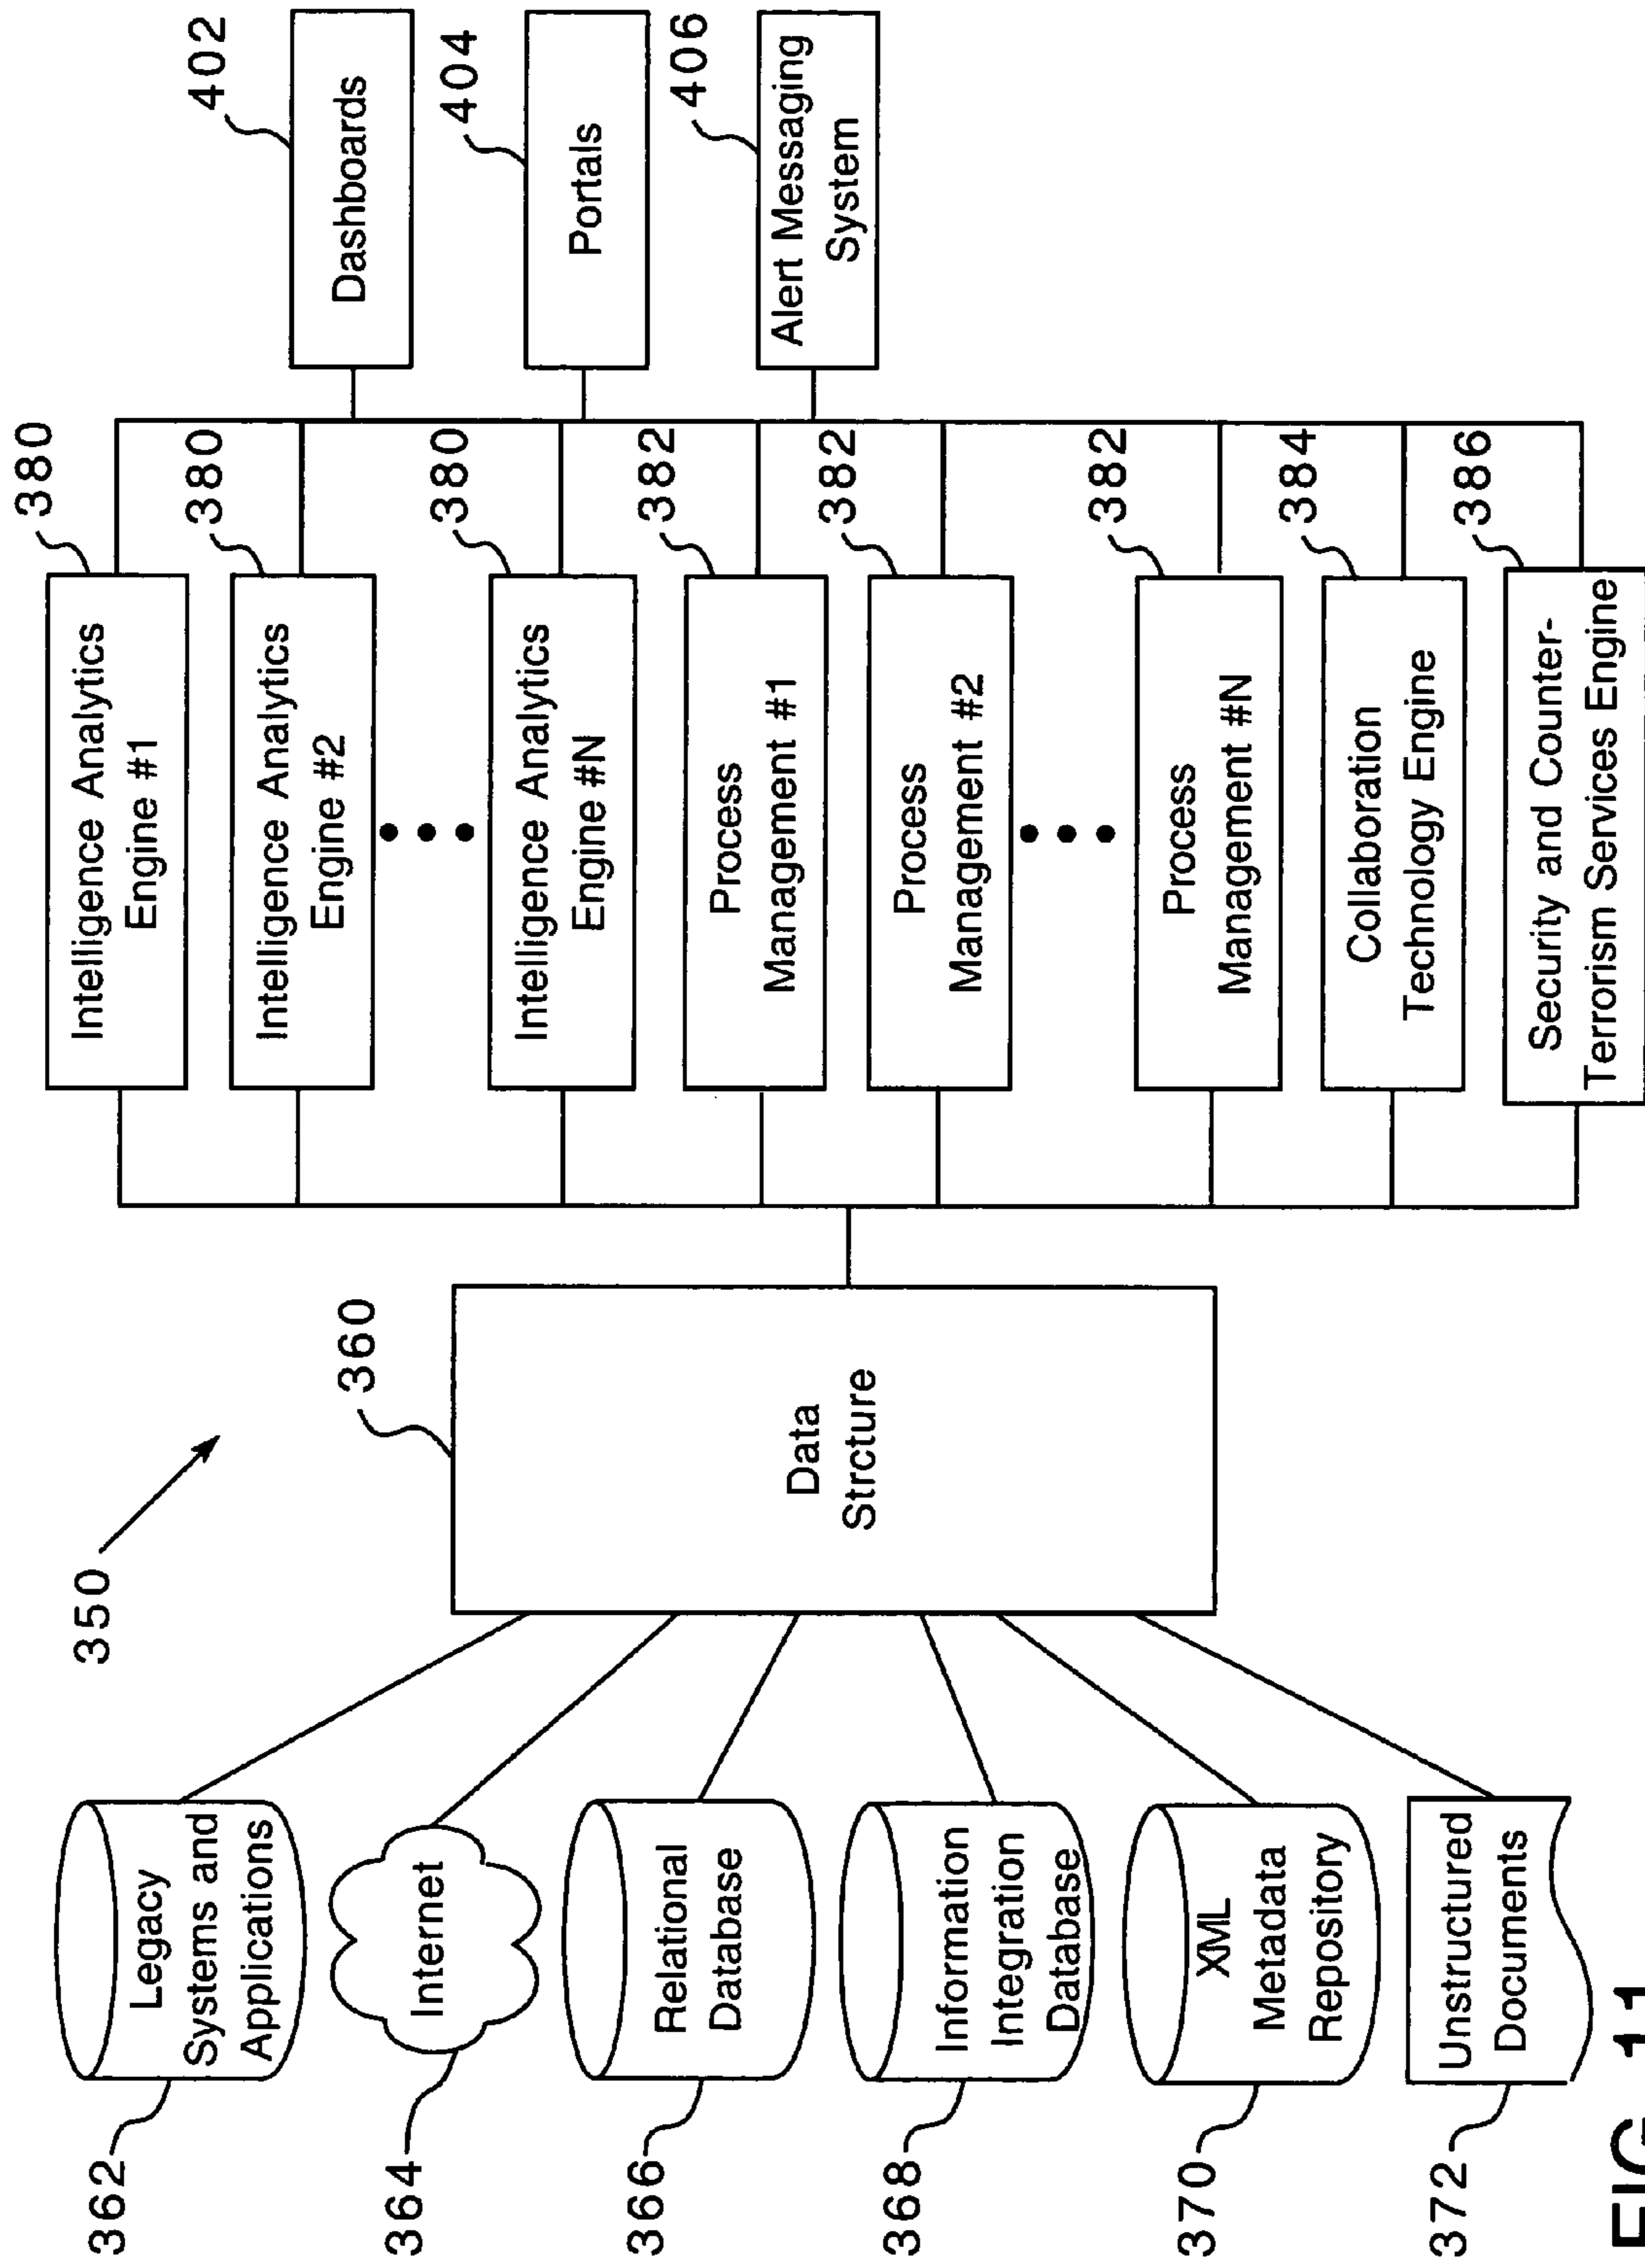 350
362
Legacy
Systems and
Applications
364
Internet
366
Relational
Database
368
Information
Integration
Database
370
XML
Metadata
Repository
372
Unstructured
Documents
360
Data
Strcture
380
Intelligence Analytics
Engine #1
380
Intelligence Analytics
Engine #2
380
Intelligence Analytics
Engine #N
382
Process
Management #1
382
Process
Management #2
382
Process
Management #N
384
Collaboration
Technology Engine
386
Security and Counter-
Terrorism Services Engine
402
Dashboards
404
Portals
406
Alert Messaging
System
FIG. 11